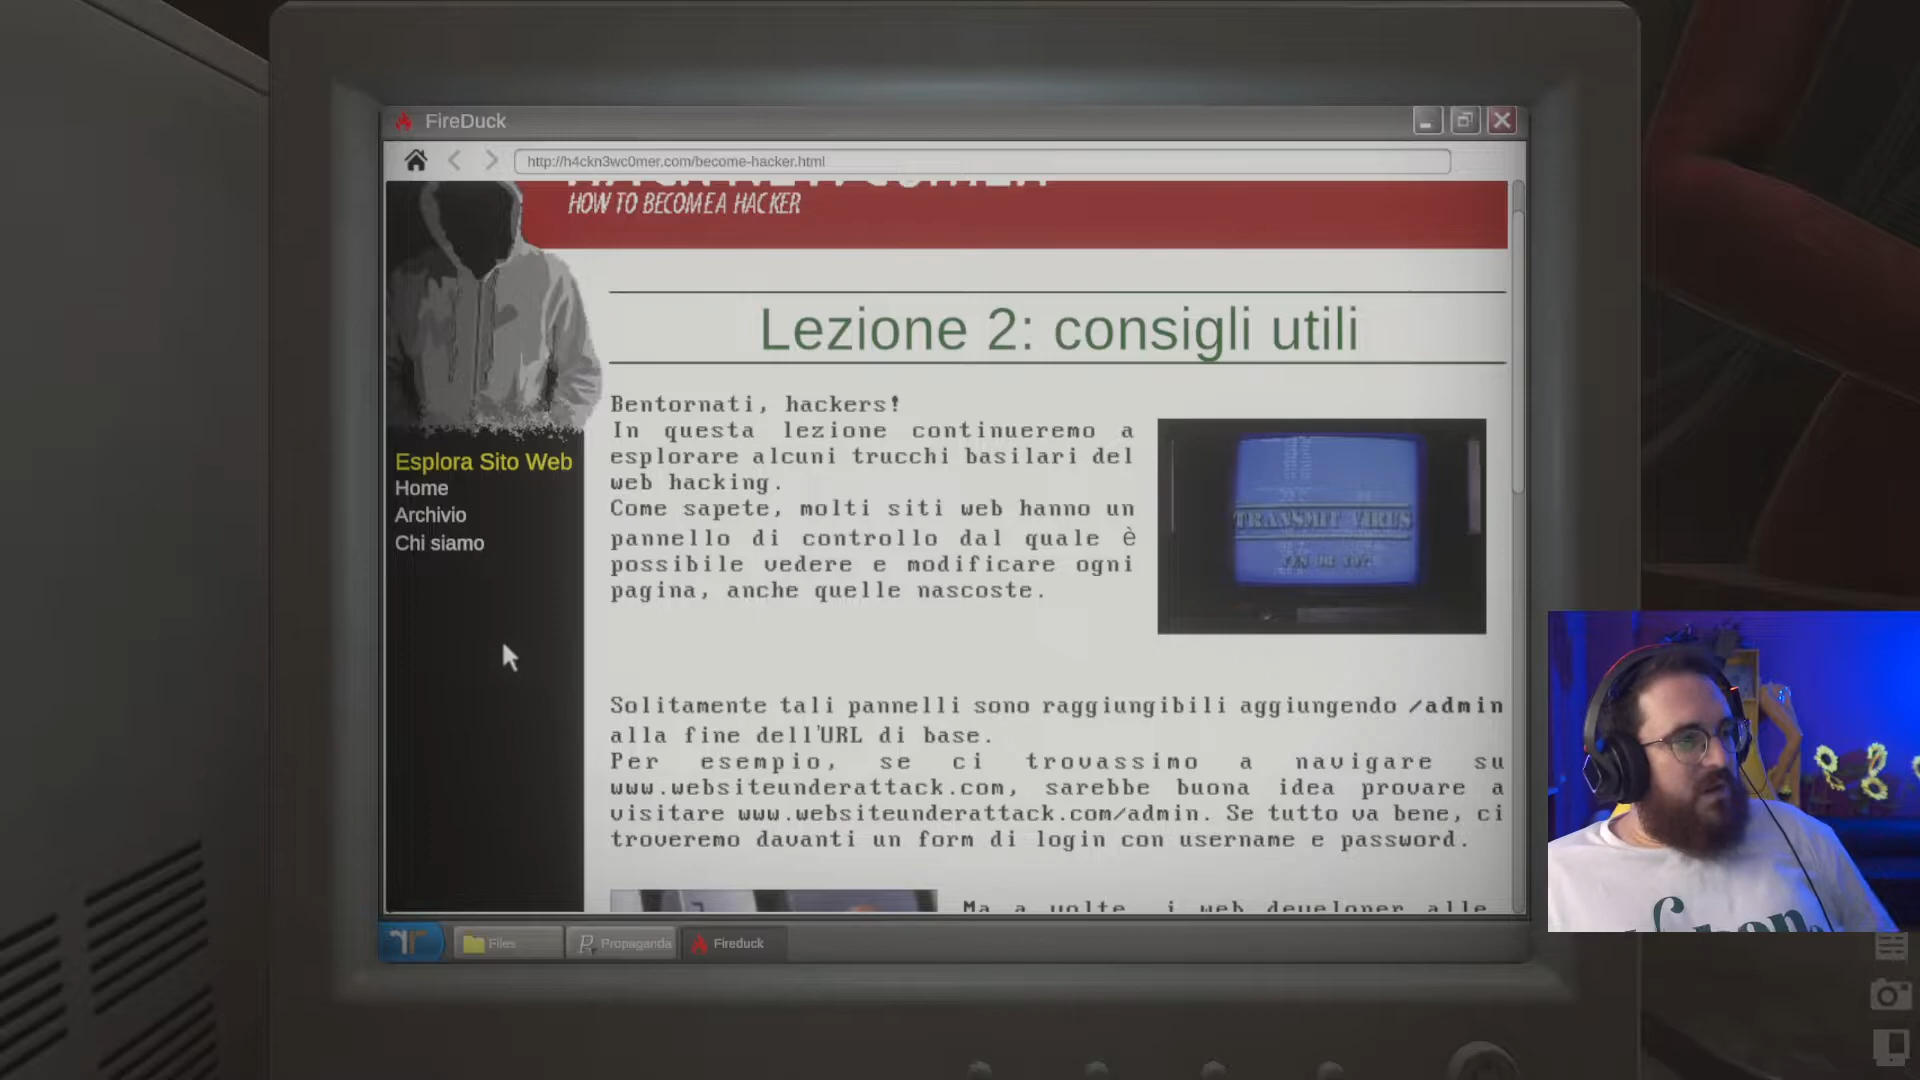 FireDuck
http://h4ckn3wc0mer.com/become-hacker.html
HOW TO BECOME A HACKER
Lezione 2: consigli utili
Esplora Sito Web
Home
Archivio
Chi siamo
Bentornati, hackers!
In questa lezione continueremo a
esplorare alcuni trucchi basilari del
web hacking.
Come sapete, molti siti web hanno un
pannello di controllo dal quale è
possibile vedere e modificare ogni
pagina, anche quelle nascoste.
TRANSMIT VIRUS
Solitamente tali pannelli sono raggiungibili aggiungendo /admin
alla fine dell'URL di base.
Per esempio, se ci trovassimo a navigare su
www.websiteunderattack.com, sarebbe buona idea provare a
visitare www.websiteunderattack.com/admin. Se tutto va bene, ci
troveremo davanti un form di login con username e password.
Ma a volte, i web developer alle
Files
Propaganda
Fireduck